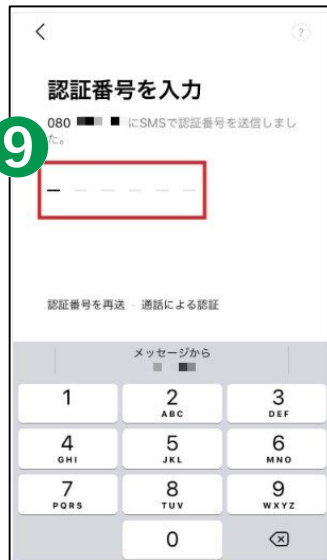 ?
認証番号を入力
080 にSMSで認証番号を送信しまし
た。
9
認証番号を再送 · 通話による認証
メッセージから
1 2 3
ABC DEF
4 5 6
GHI JKL MNO
7 8 9
PQRS TUV WXYZ
0